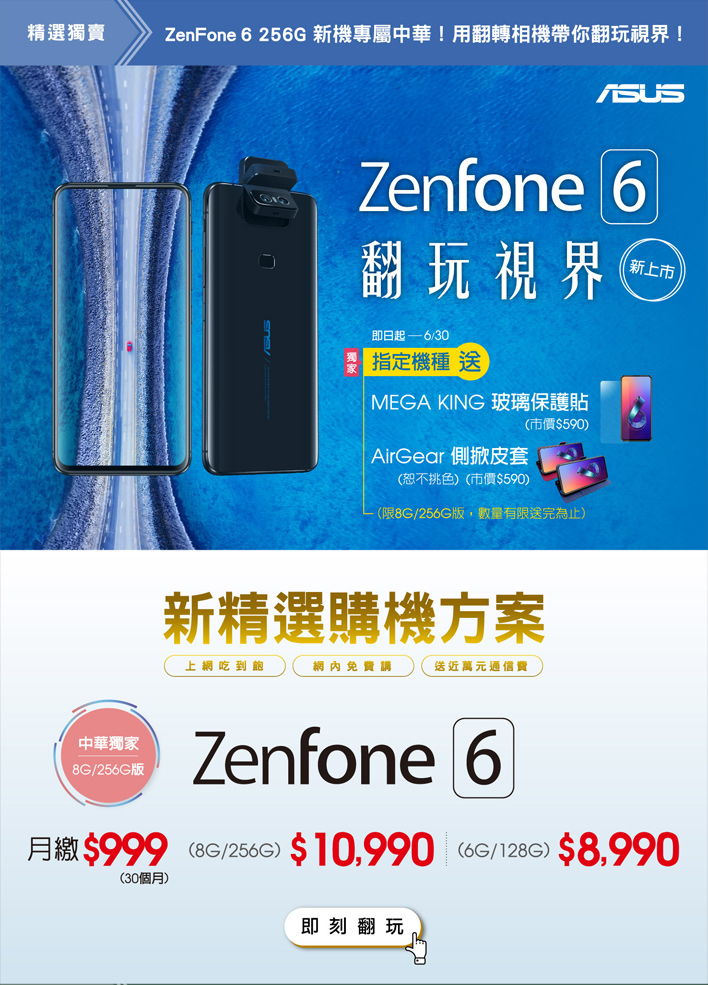 精選獨賣
ZenFone 6 256G 新機專屬中華！用翻轉相機帶你翻玩視界！
ASUS
Zenfone 6
翻玩視界
新上市
即日起 — 6/30
獨家
指定機種 送
MEGA KING 玻璃保護貼
(市價$590)
AirGear 側掀皮套
(恕不挑色) (市價$590)
(限8G/256G版，數量有限送完為止)
ASUS
新精選購機方案
上網吃到飽
網內免費講
送近萬元通信費
中華獨家
8G/256G版
Zenfone 6
月繳 $999 (8G/256G) $10,990 (6G/128G) $8,990
(30個月)
即刻翻玩